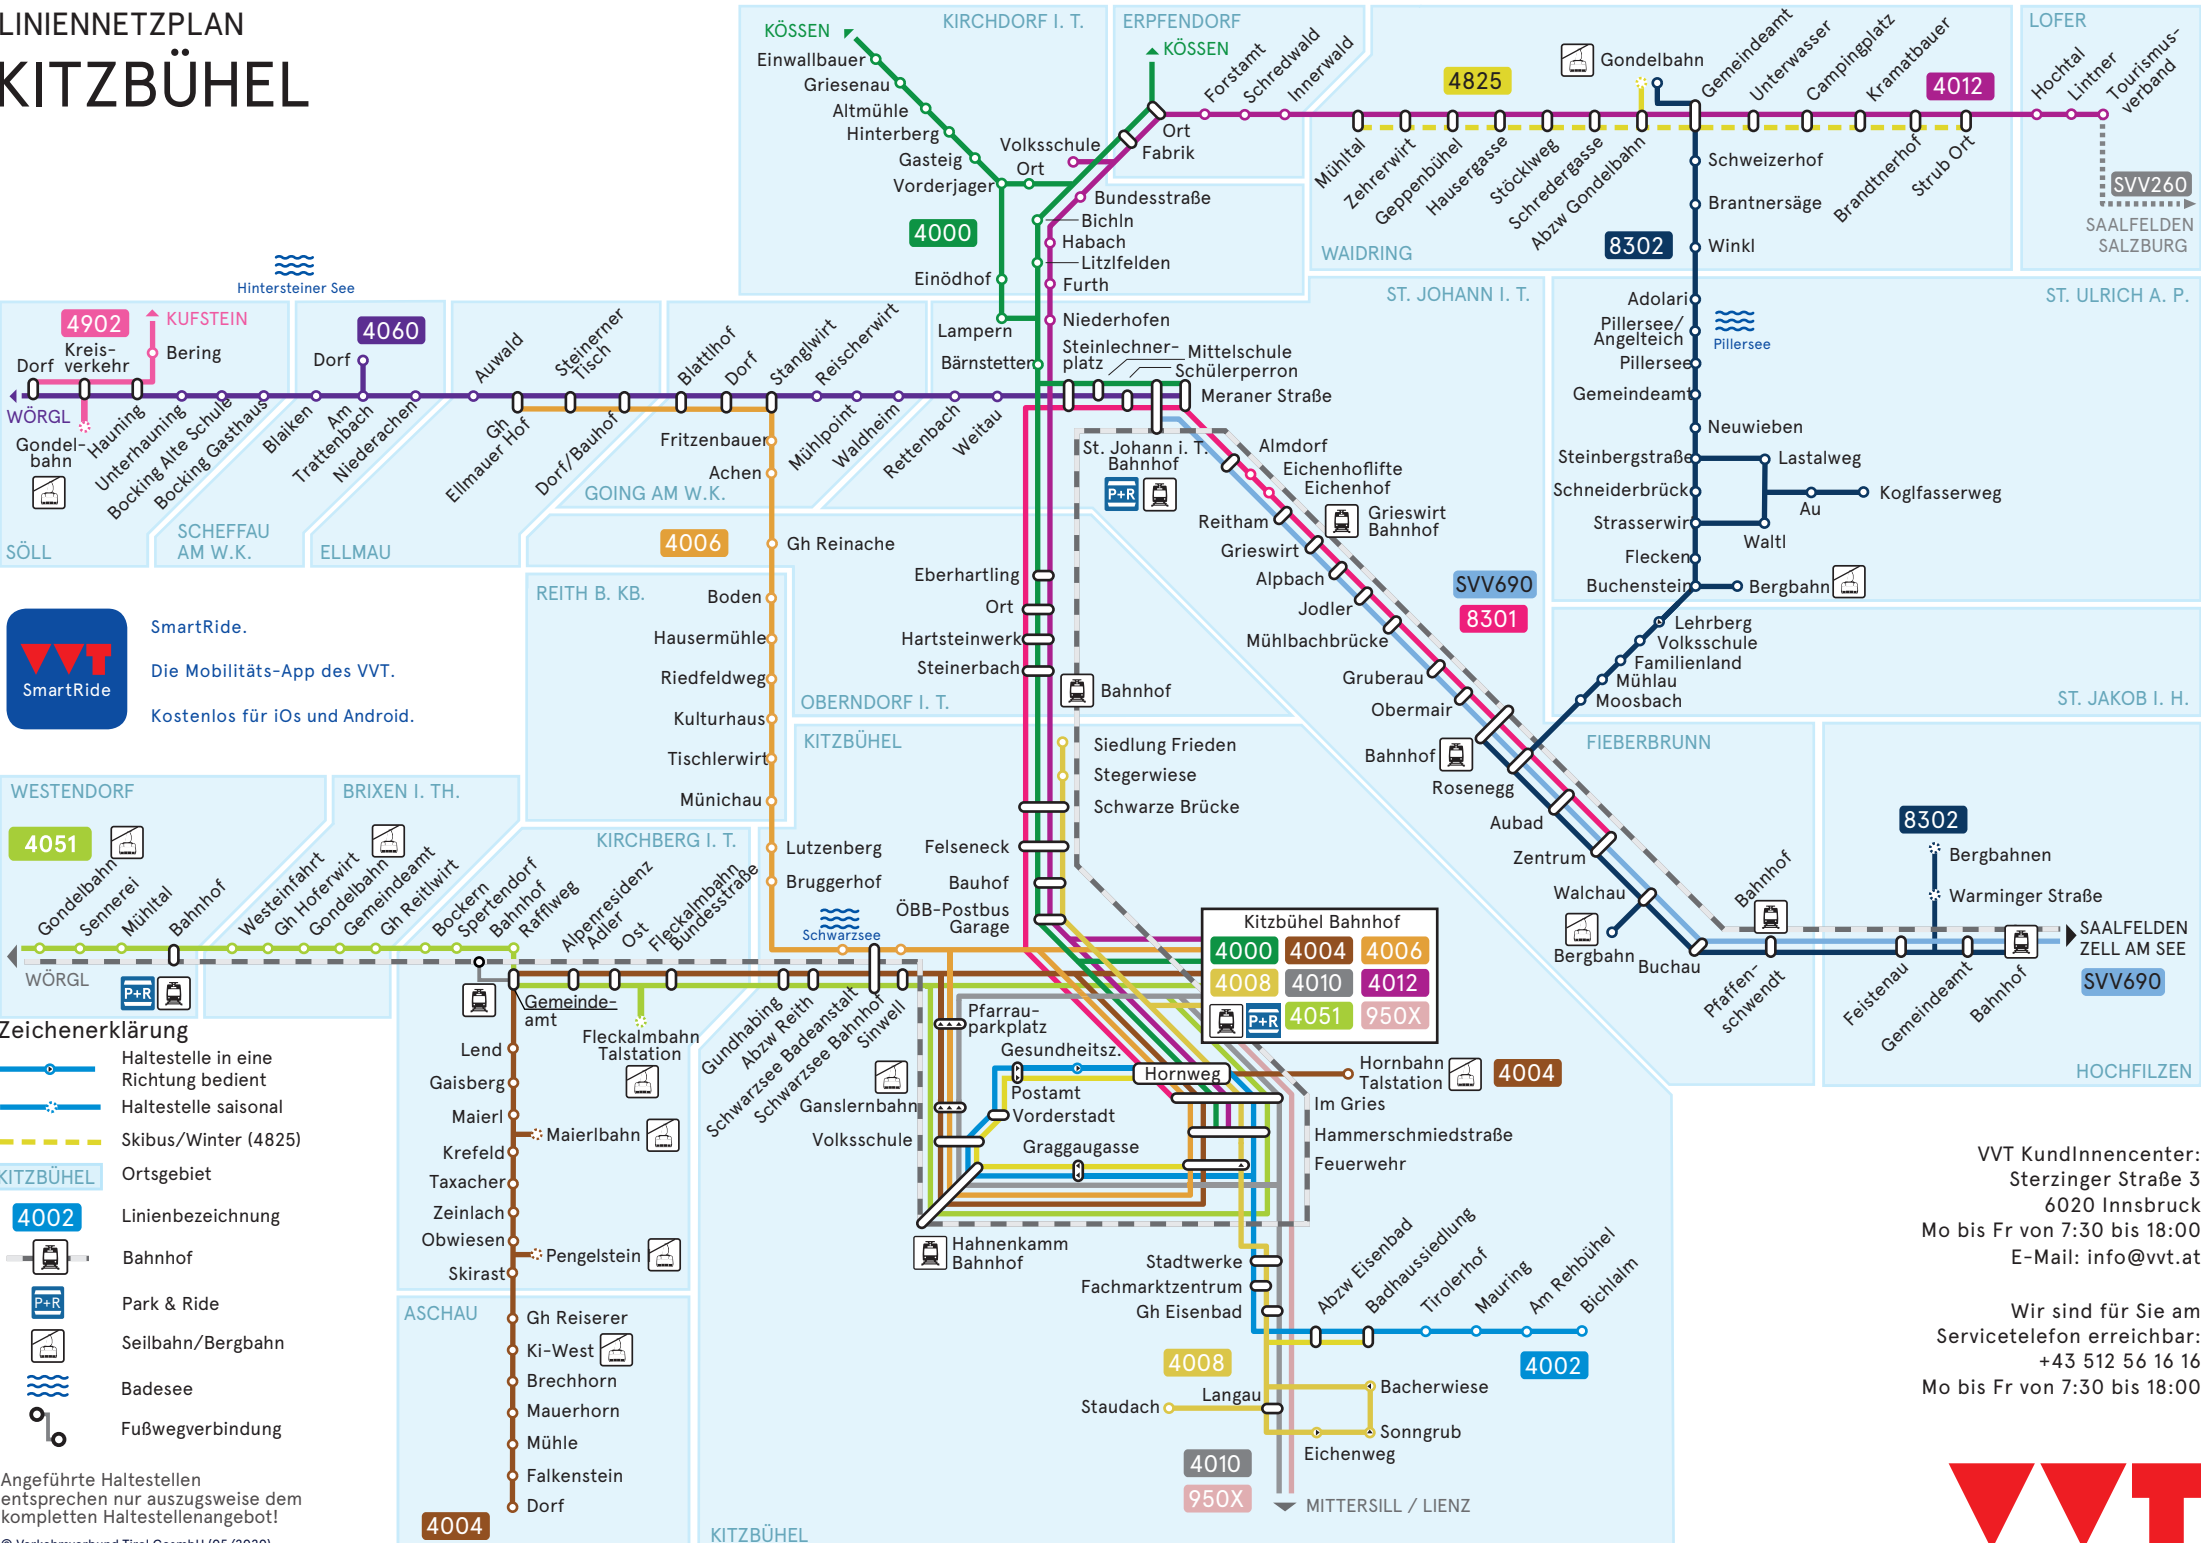 LINIENNETZPLAN
KITZBÜHEL
KIRCHDORF I. T.
KÖSSEN
Einwallbauer
Griesenau
Altmühle
Hinterberg
Gasteig
Vorderjager
Ort
Volksschule
4000
Einödhof
Lampern
Bärnstetten
Bundesstraße
Bichln
Habach
Litzlfelden
Furth
Niederhofen
ERPFENDORF
KÖSSEN
Ort
Fabrik
Forstamt
Schredwald
Innerwald
4825
Gondelbahn
Gemeindeamt
Unterwasser
Campingplatz
Kramatbauer
4012
Mühltal
Zehrerwirt
Geppenbühel
Hausergasse
Stöcklweg
Schredergasse
Abzw Gondelbahn
Brandtnerhof
Strub Ort
WAIDRING
Schweizerhof
Brantnersäge
8302
Winkl
LOFER
Hochtal
Lintner
Tourismus-
verband
SVV260
SAALFELDEN
SALZBURG
Hintersteiner See
4902
KUFSTEIN
Kreis-
Dorf verkehr
Bering
WÖRGL
Gondel-
bahn
Hauning
Unterhauning
Bocking Alte Schule
Bocking Gasthaus
SÖLL
SCHEFFAU
AM W.K.
4060
Dorf
Blaiken
Am
Trattenbach
Niederachen
ELLMAU
Auwald
Steinerner
Tisch
Gh
Ellmauer Hof
Dorf/Bauhof
Blattlhof
Dorf
Stanglwirt
Reischerwirt
GOING AM W.K.
Fritzenbauer
Achen
Mühlpoint
Waldheim
Rettenbach
Weitau
ST. JOHANN I. T.
Steinlechner-
platz
Mittelschule
Schülerperron
Meraner Straße
St. Johann i. T.
Bahnhof
P+R
Almdorf
Eichenhoflifte
Eichenhof
Reitham
Grieswirt
Bahnhof
Grieswirt
Alpbach
Jodler
Mühlbachbrücke
SVV690
8301
Gruberau
Obermair
ST. ULRICH A. P.
Adolari
Pillersee/
Angelteich
Pillersee
Pillersee
Gemeindeamt
Neuwieben
Steinbergstraße
Lastalweg
Schneiderbrück
Koglfasserweg
Au
Strasserwirt
Waltl
Flecken
Buchenstein
Bergbahn
Lehrberg
Volksschule
Familienland
Mühlau
Moosbach
ST. JAKOB I. H.
4006
Gh Reinache
REITH B. KB.
Boden
Hausermühle
Riedfeldweg
Kulturhaus
Tischlerwirt
Münichau
Eberhartling
Ort
Hartsteinwerk
Steinerbach
Bahnhof
OBERNDORF I. T.
VVT
SmartRide
SmartRide.
Die Mobilitäts-App des VVT.
Kostenlos für iOs und Android.
KITZBÜHEL
Siedlung Frieden
Stegerwiese
Schwarze Brücke
Lutzenberg
Bruggerhof
Felseneck
Bauhof
ÖBB-Postbus
Garage
Schwarzsee
FIEBERBRUNN
Bahnhof
Rosenegg
Aubad
Zentrum
Walchau
Bergbahn
Buchau
Bahnhof
Pfaffen-
schwendt
8302
Bergbahnen
Warminger Straße
Feistenau
Gemeindeamt
Bahnhof
SAALFELDEN
ZELL AM SEE
SVV690
HOCHFILZEN
WESTENDORF
4051
Gondelbahn
Sennerei
Mühltal
Bahnhof
WÖRGL
P+R
BRIXEN I. TH.
Westeinfahrt
Gh Hoferwirt
Gondelbahn
Gemeindeamt
Gh Reitlwirt
KIRCHBERG I. T.
Bockern
Spertendorf
Bahnhof
Rafflweg
Alpenresidenz
Adler
Ost
Fleckalmbahn
Bundesstraße
Gemeinde-
amt
Fleckalmbahn
Talstation
Gundhabing
Abzw Reith
Schwarzsee Badeanstalt
Schwarzsee Bahnhof
Sinwell
Lend
Gaisberg
Maierl
Maierlbahn
Krefeld
Taxacher
Zeinlach
Obwiesen
Pengelstein
Skirast
ASCHAU
Gh Reiserer
Ki-West
Brechhorn
Mauerhorn
Mühle
Falkenstein
Dorf
4004
Kitzbühel Bahnhof
4000 4004 4006
4008 4010 4012
P+R 4051 950X
Pfarrau-
parkplatz
Gesundheitsz.
Hornweg
Hornbahn
Talstation
4004
Ganslernbahn
Postamt
Vorderstadt
Im Gries
Volksschule
Graggaugasse
Hammerschmiedstraße
Feuerwehr
Hahnenkamm
Bahnhof
Stadtwerke
Fachmarktzentrum
Gh Eisenbad
Abzw Eisenbad
Badhaussiedlung
Tirolerhof
Mauring
Am Rehbühel
Bichlalm
4002
4008
Langau
Staudach
Bacherwiese
Sonngrub
Eichenweg
4010
950X
MITTERSILL / LIENZ
KITZBÜHEL
Zeichenerklärung
Haltestelle in eine
Richtung bedient
Haltestelle saisonal
Skibus/Winter (4825)
KITZBÜHEL Ortsgebiet
4002 Linienbezeichnung
Bahnhof
P+R Park & Ride
Seilbahn/Bergbahn
Badesee
Fußwegverbindung
Angeführte Haltestellen
entsprechen nur auszugsweise dem
kompletten Haltestellenangebot!
VVT KundInnencenter:
Sterzinger Straße 3
6020 Innsbruck
Mo bis Fr von 7:30 bis 18:00
E-Mail: info@vvt.at
Wir sind für Sie am
Servicetelefon erreichbar:
+43 512 56 16 16
Mo bis Fr von 7:30 bis 18:00
VVT